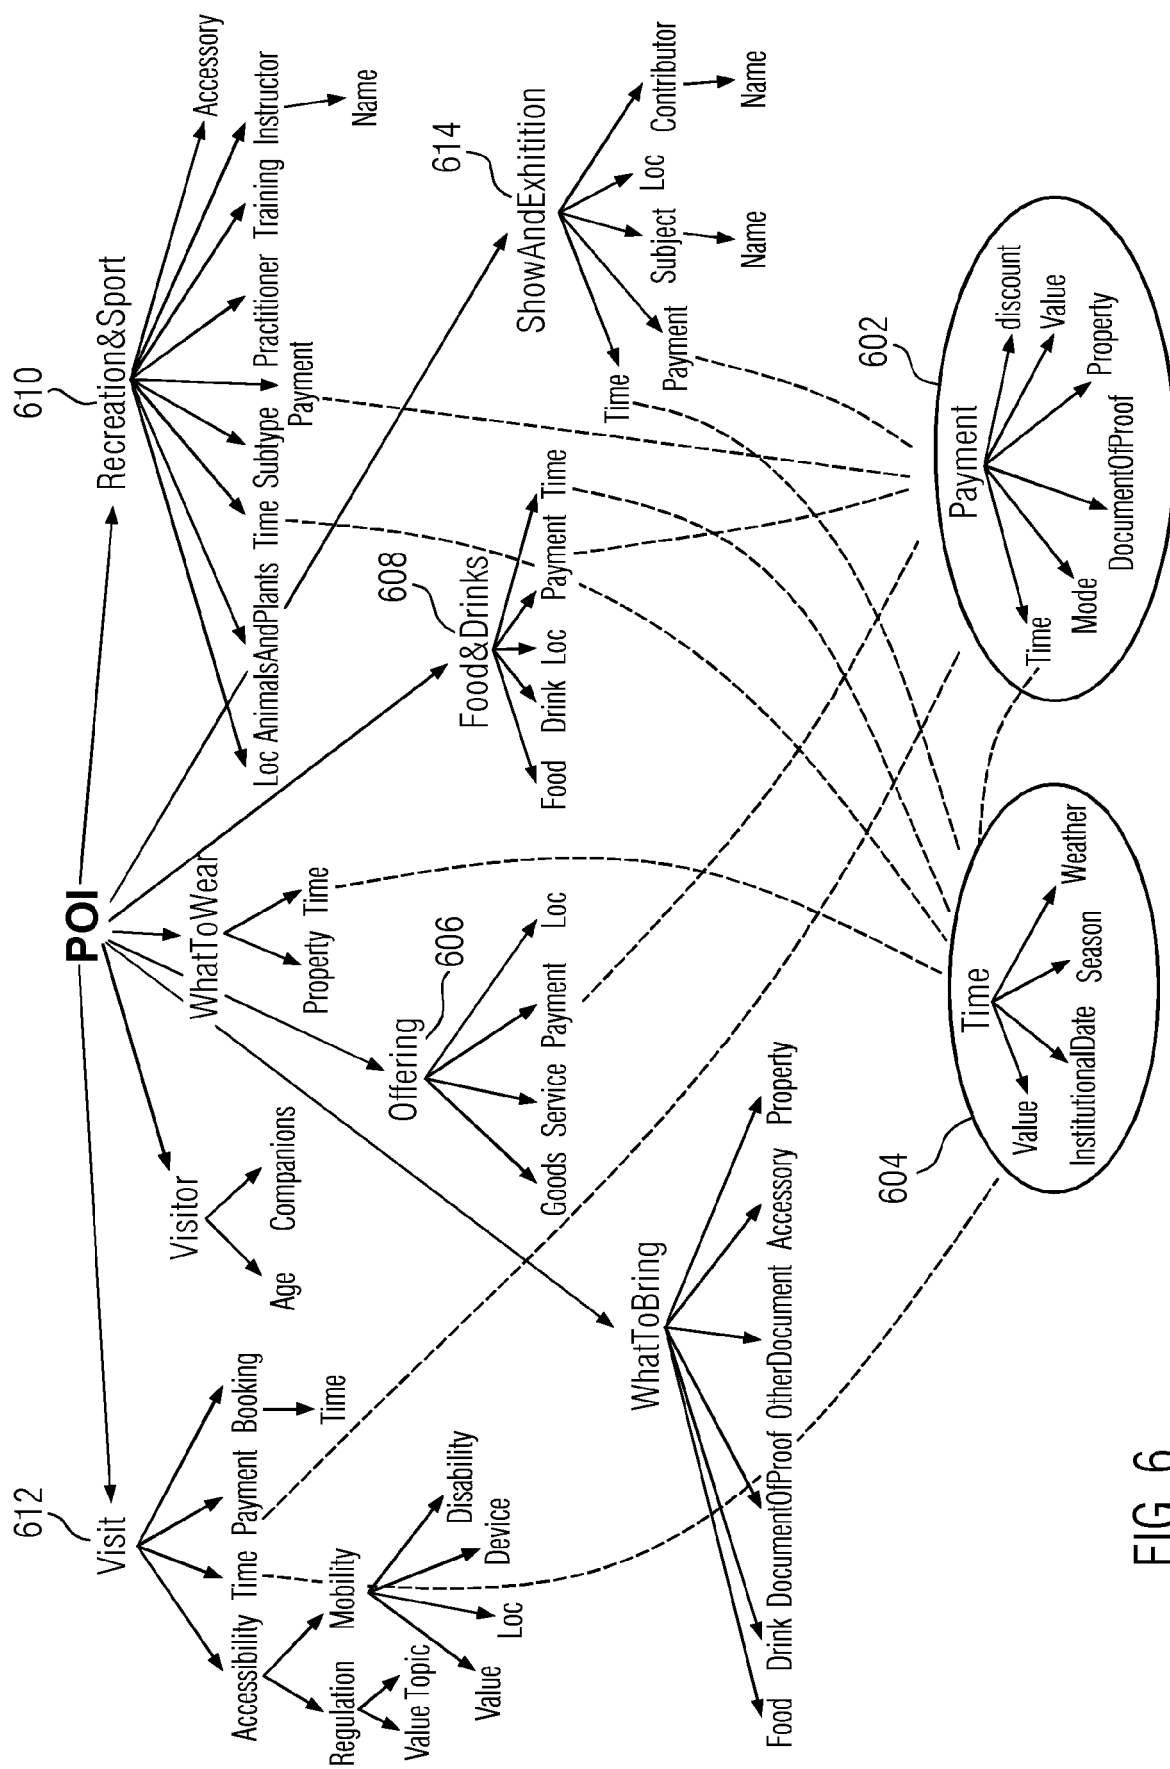 POI
612
Visit
Accessibility Time Payment Booking
Regulation Mobility
Time
Value Topic
Value
Loc
Device
Disability
Visitor
Age Companions
WhatToWear
Property Time
610
Recreation&Sport
Accessory
Loc AnimalsAndPlants Time Subtype Practitioner Training Instructor
Payment
Name
Offering
606
Goods Service Payment Loc
608
Food&Drinks
Food Drink Loc Payment Time
614
ShowAndExhitition
Time
Payment
Subject
Loc
Contributor
Name
Name
WhatToBring
Food Drink DocumentOfProof OtherDocument Accessory Property
604
Time
Value
InstitutionalDate
Season
Weather
602
Payment
Time
Mode
DocumentOfProof
Property
Value
discount
FIG 6